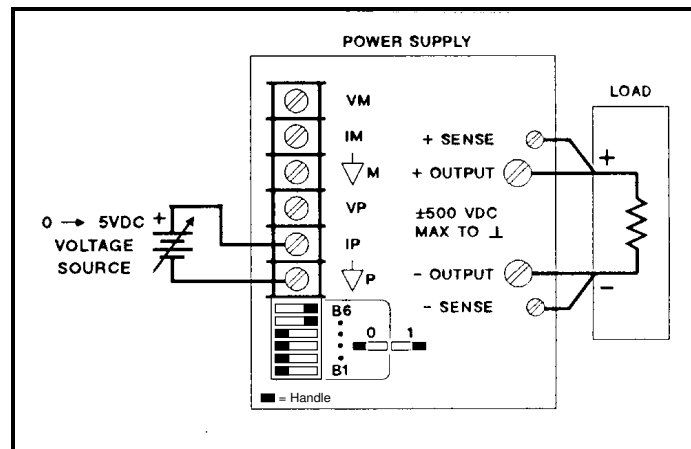 POWER SUPPLY
LOAD
VM
IM
▽M
VP
IP
▽P
+ SENSE
+ OUTPUT
±500 VDC
MAX TO ⊥
- OUTPUT
- SENSE
+
-
0 → 5VDC +
VOLTAGE
SOURCE
B6
0 1
B1
= Handle